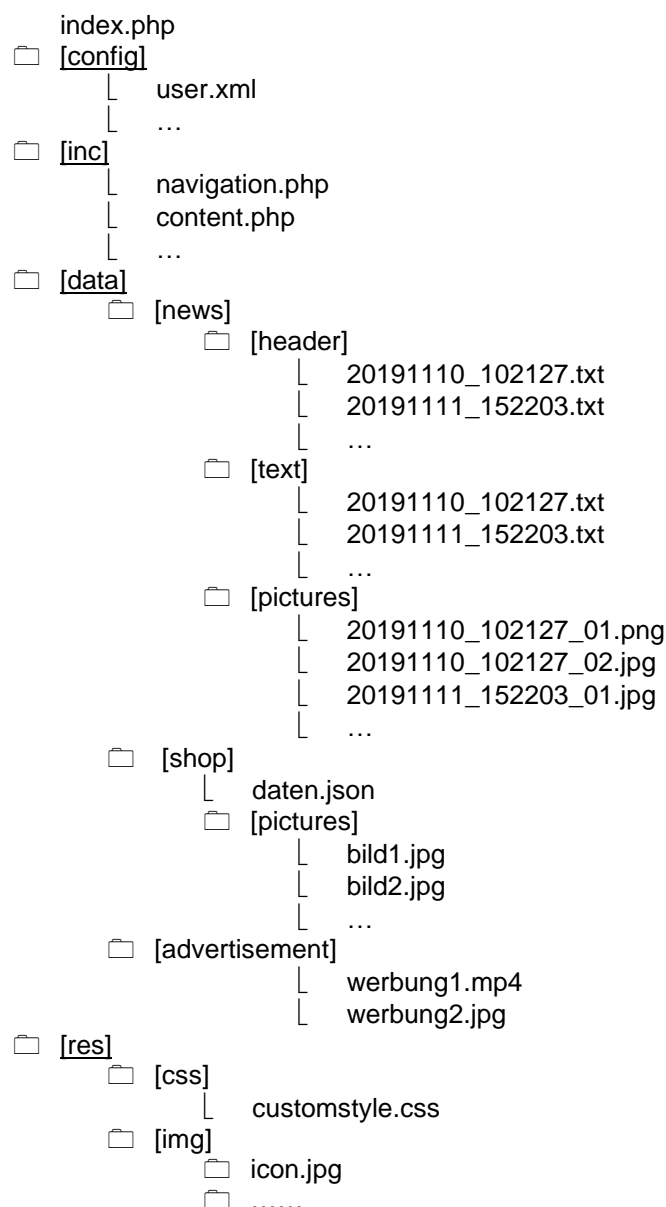 index.php
[config]
user.xml
…
[inc]
navigation.php
content.php
…
[data]
[news]
[header]
20191110_102127.txt
20191111_152203.txt
…
[text]
20191110_102127.txt
20191111_152203.txt
…
[pictures]
20191110_102127_01.png
20191110_102127_02.jpg
20191111_152203_01.jpg
…
[shop]
daten.json
[pictures]
bild1.jpg
bild2.jpg
…
[advertisement]
werbung1.mp4
werbung2.jpg
[res]
[css]
customstyle.css
[img]
icon.jpg
……